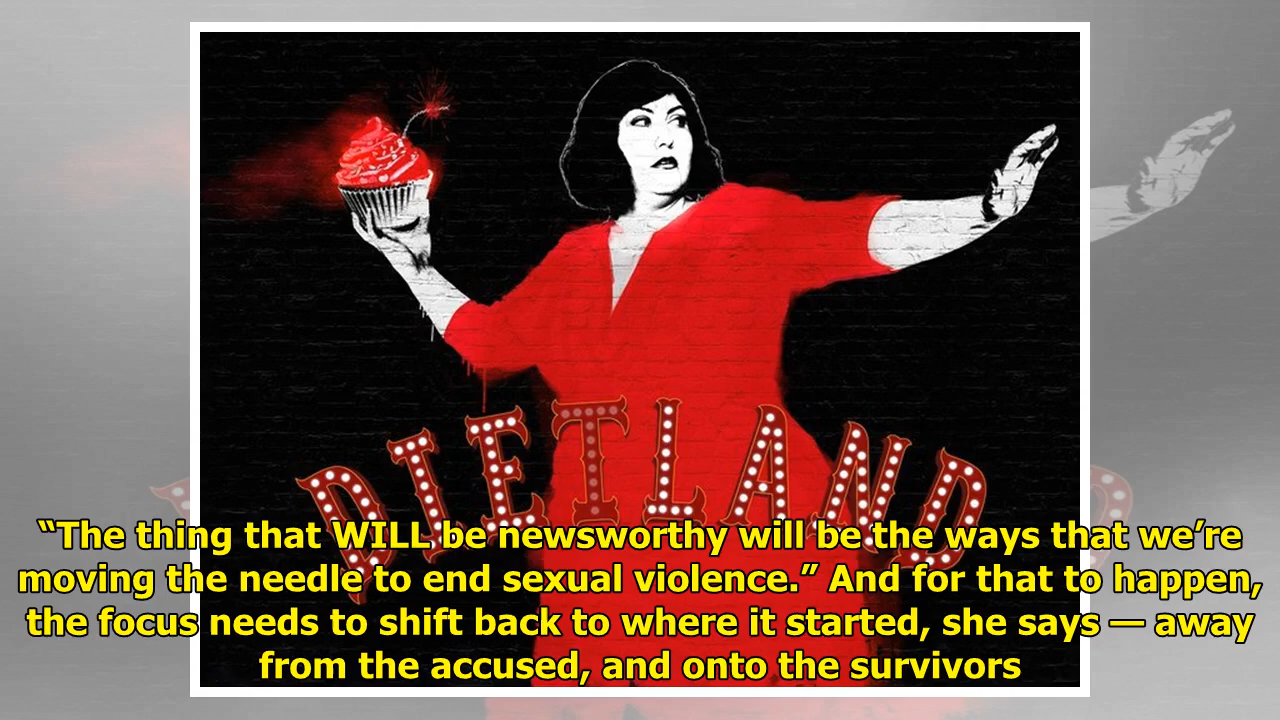 DIETLAND
“The thing that WILL be newsworthy will be the ways that we’re
moving the needle to end sexual violence.” And for that to happen,
the focus needs to shift back to where it started, she says — away
from the accused, and onto the survivors